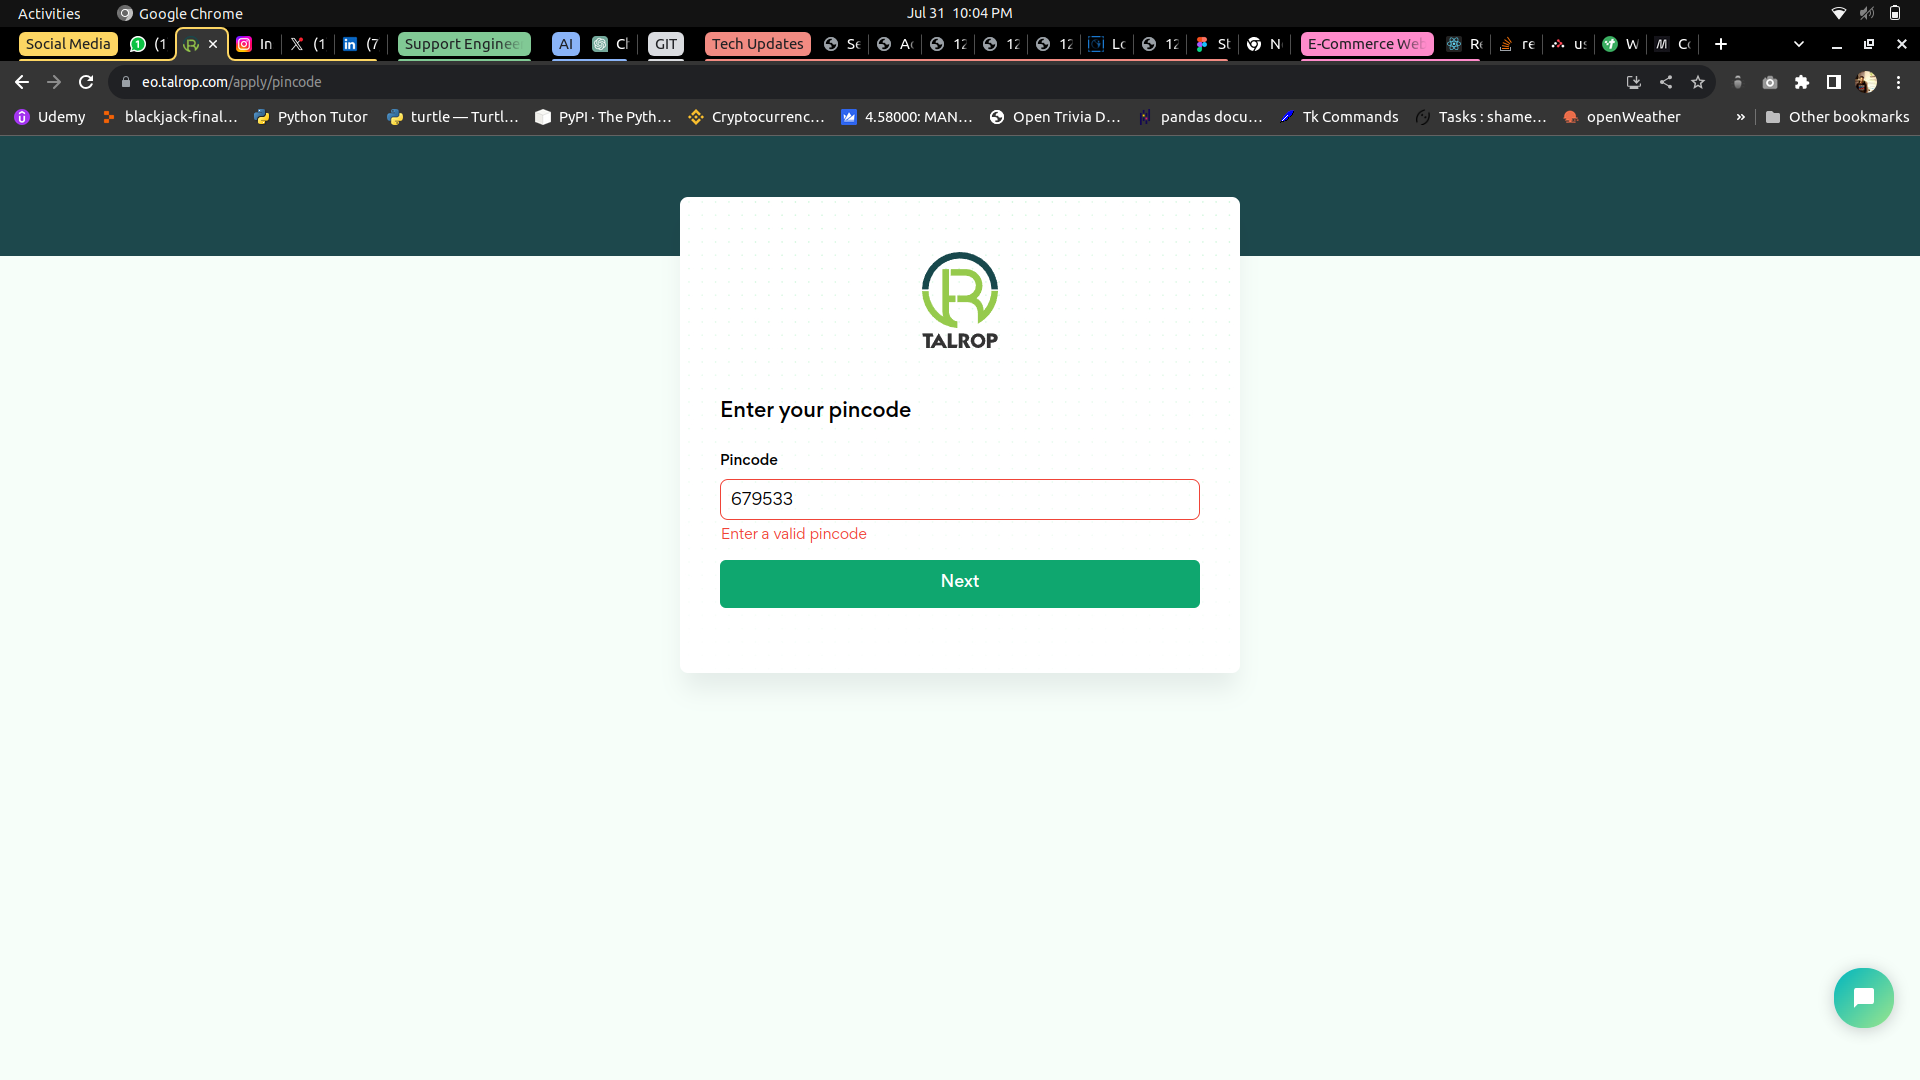 Activities
Google Chrome
Jul 31 10:04 PM
Social Media
(1
In
(1
(7
Support Enginee
AI
Ch
GIT
Tech Updates
Se
Ac
12
12
12
Lo
12
St
N
E-Commerce Web
Re
re
us
W
Co
eo.talrop.com/apply/pincode
Udemy
blackjack-final...
Python Tutor
turtle — Turtl...
PyPI · The Pyth...
Cryptocurrenc...
4.58000: MAN...
Open Trivia D...
pandas docu...
Tk Commands
Tasks : shame...
openWeather
»
Other bookmarks
TALROP
Enter your pincode
Pincode
679533
Enter a valid pincode
Next